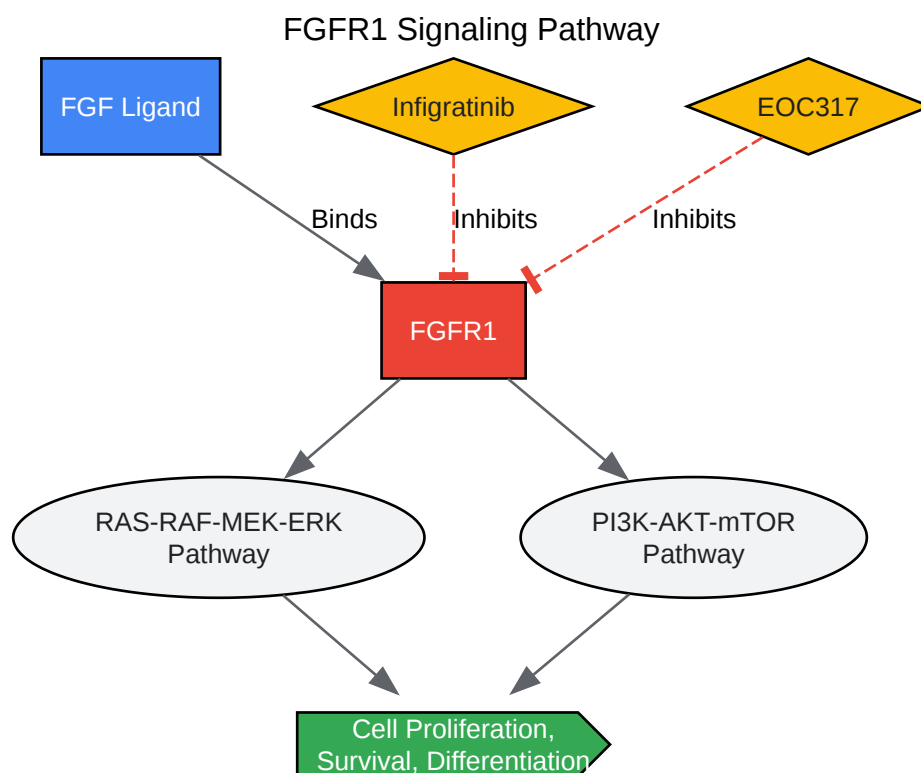 FGFR1 Signaling Pathway
FGF Ligand
Infigratinib
EOC317
Binds
Inhibits
Inhibits
FGFR1
RAS-RAF-MEK-ERK
Pathway
PI3K-AKT-mTOR
Pathway
Cell Proliferation,
Survival, Differentiation